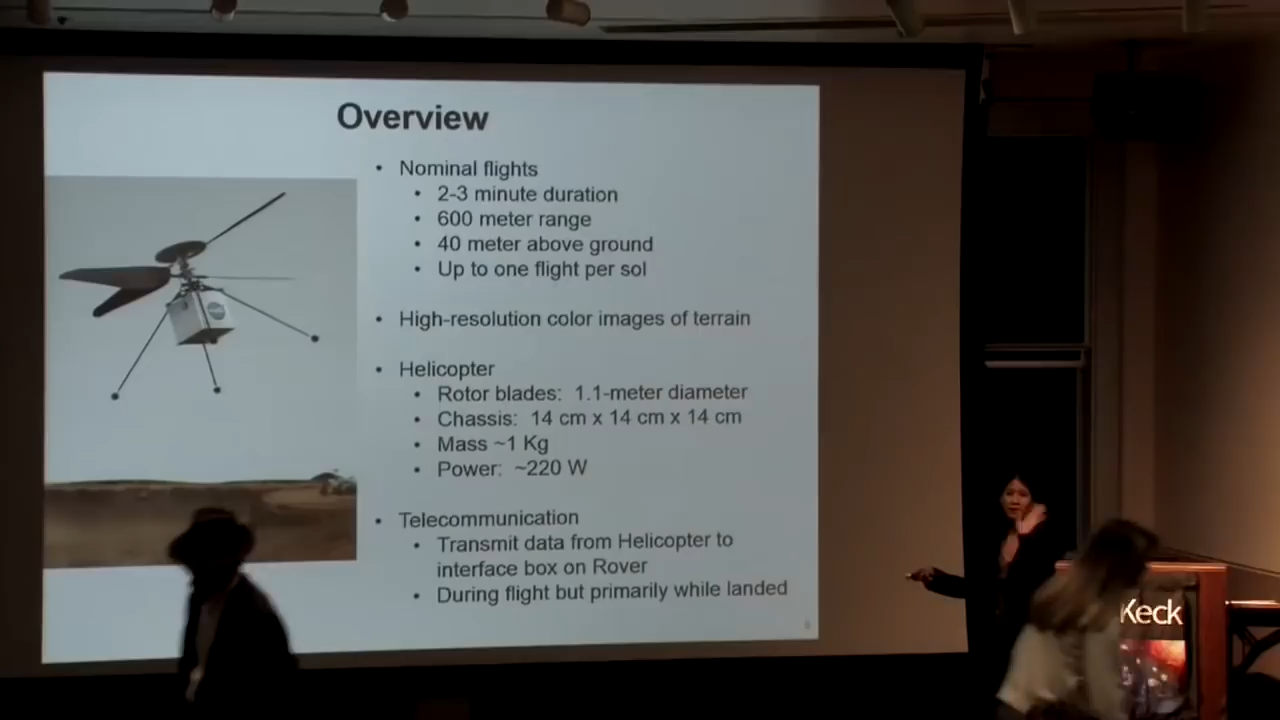 Overview
• Nominal flights
• 2-3 minute duration
• 600 meter range
• 40 meter above ground
• Up to one flight per sol
• High-resolution color images of terrain
• Helicopter
• Rotor blades: 1.1-meter diameter
• Chassis: 14 cm x 14 cm x 14 cm
• Mass ~1 Kg
• Power: ~220 W
• Telecommunication
• Transmit data from Helicopter to
interface box on Rover
• During flight but primarily while landed
Keck